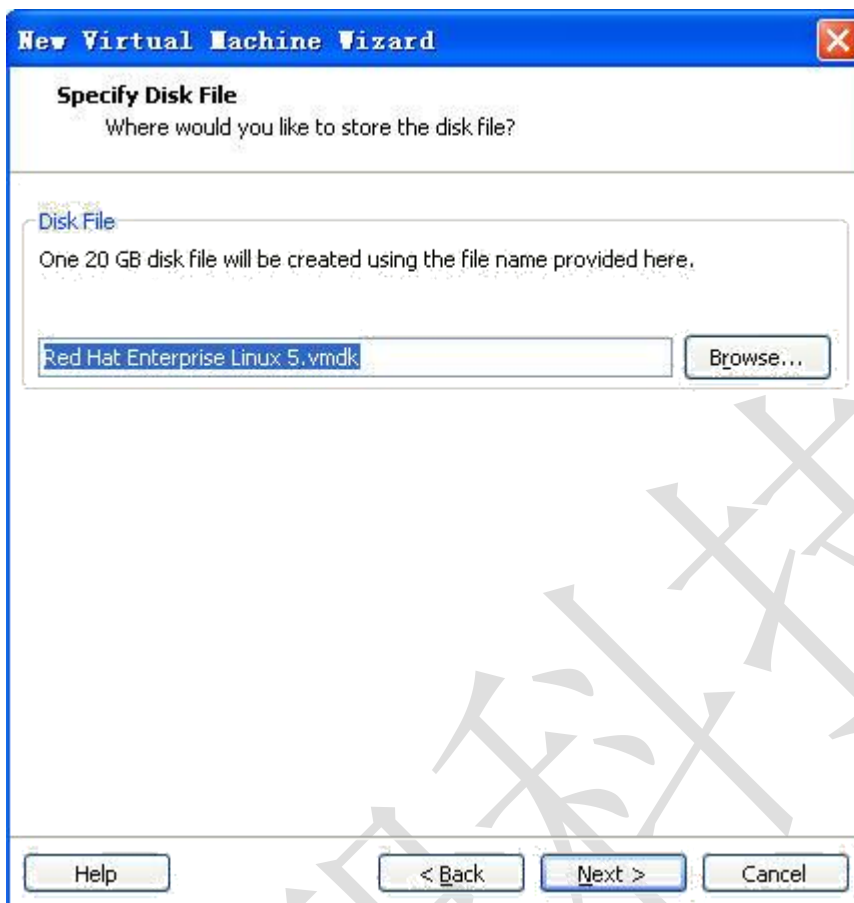 New Virtual Machine Wizard
Specify Disk File
Where would you like to store the disk file?
Disk File
One 20 GB disk file will be created using the file name provided here.
Red Hat Enterprise Linux 5.vmdk
Browse...
Help
< Back
Next >
Cancel
科技